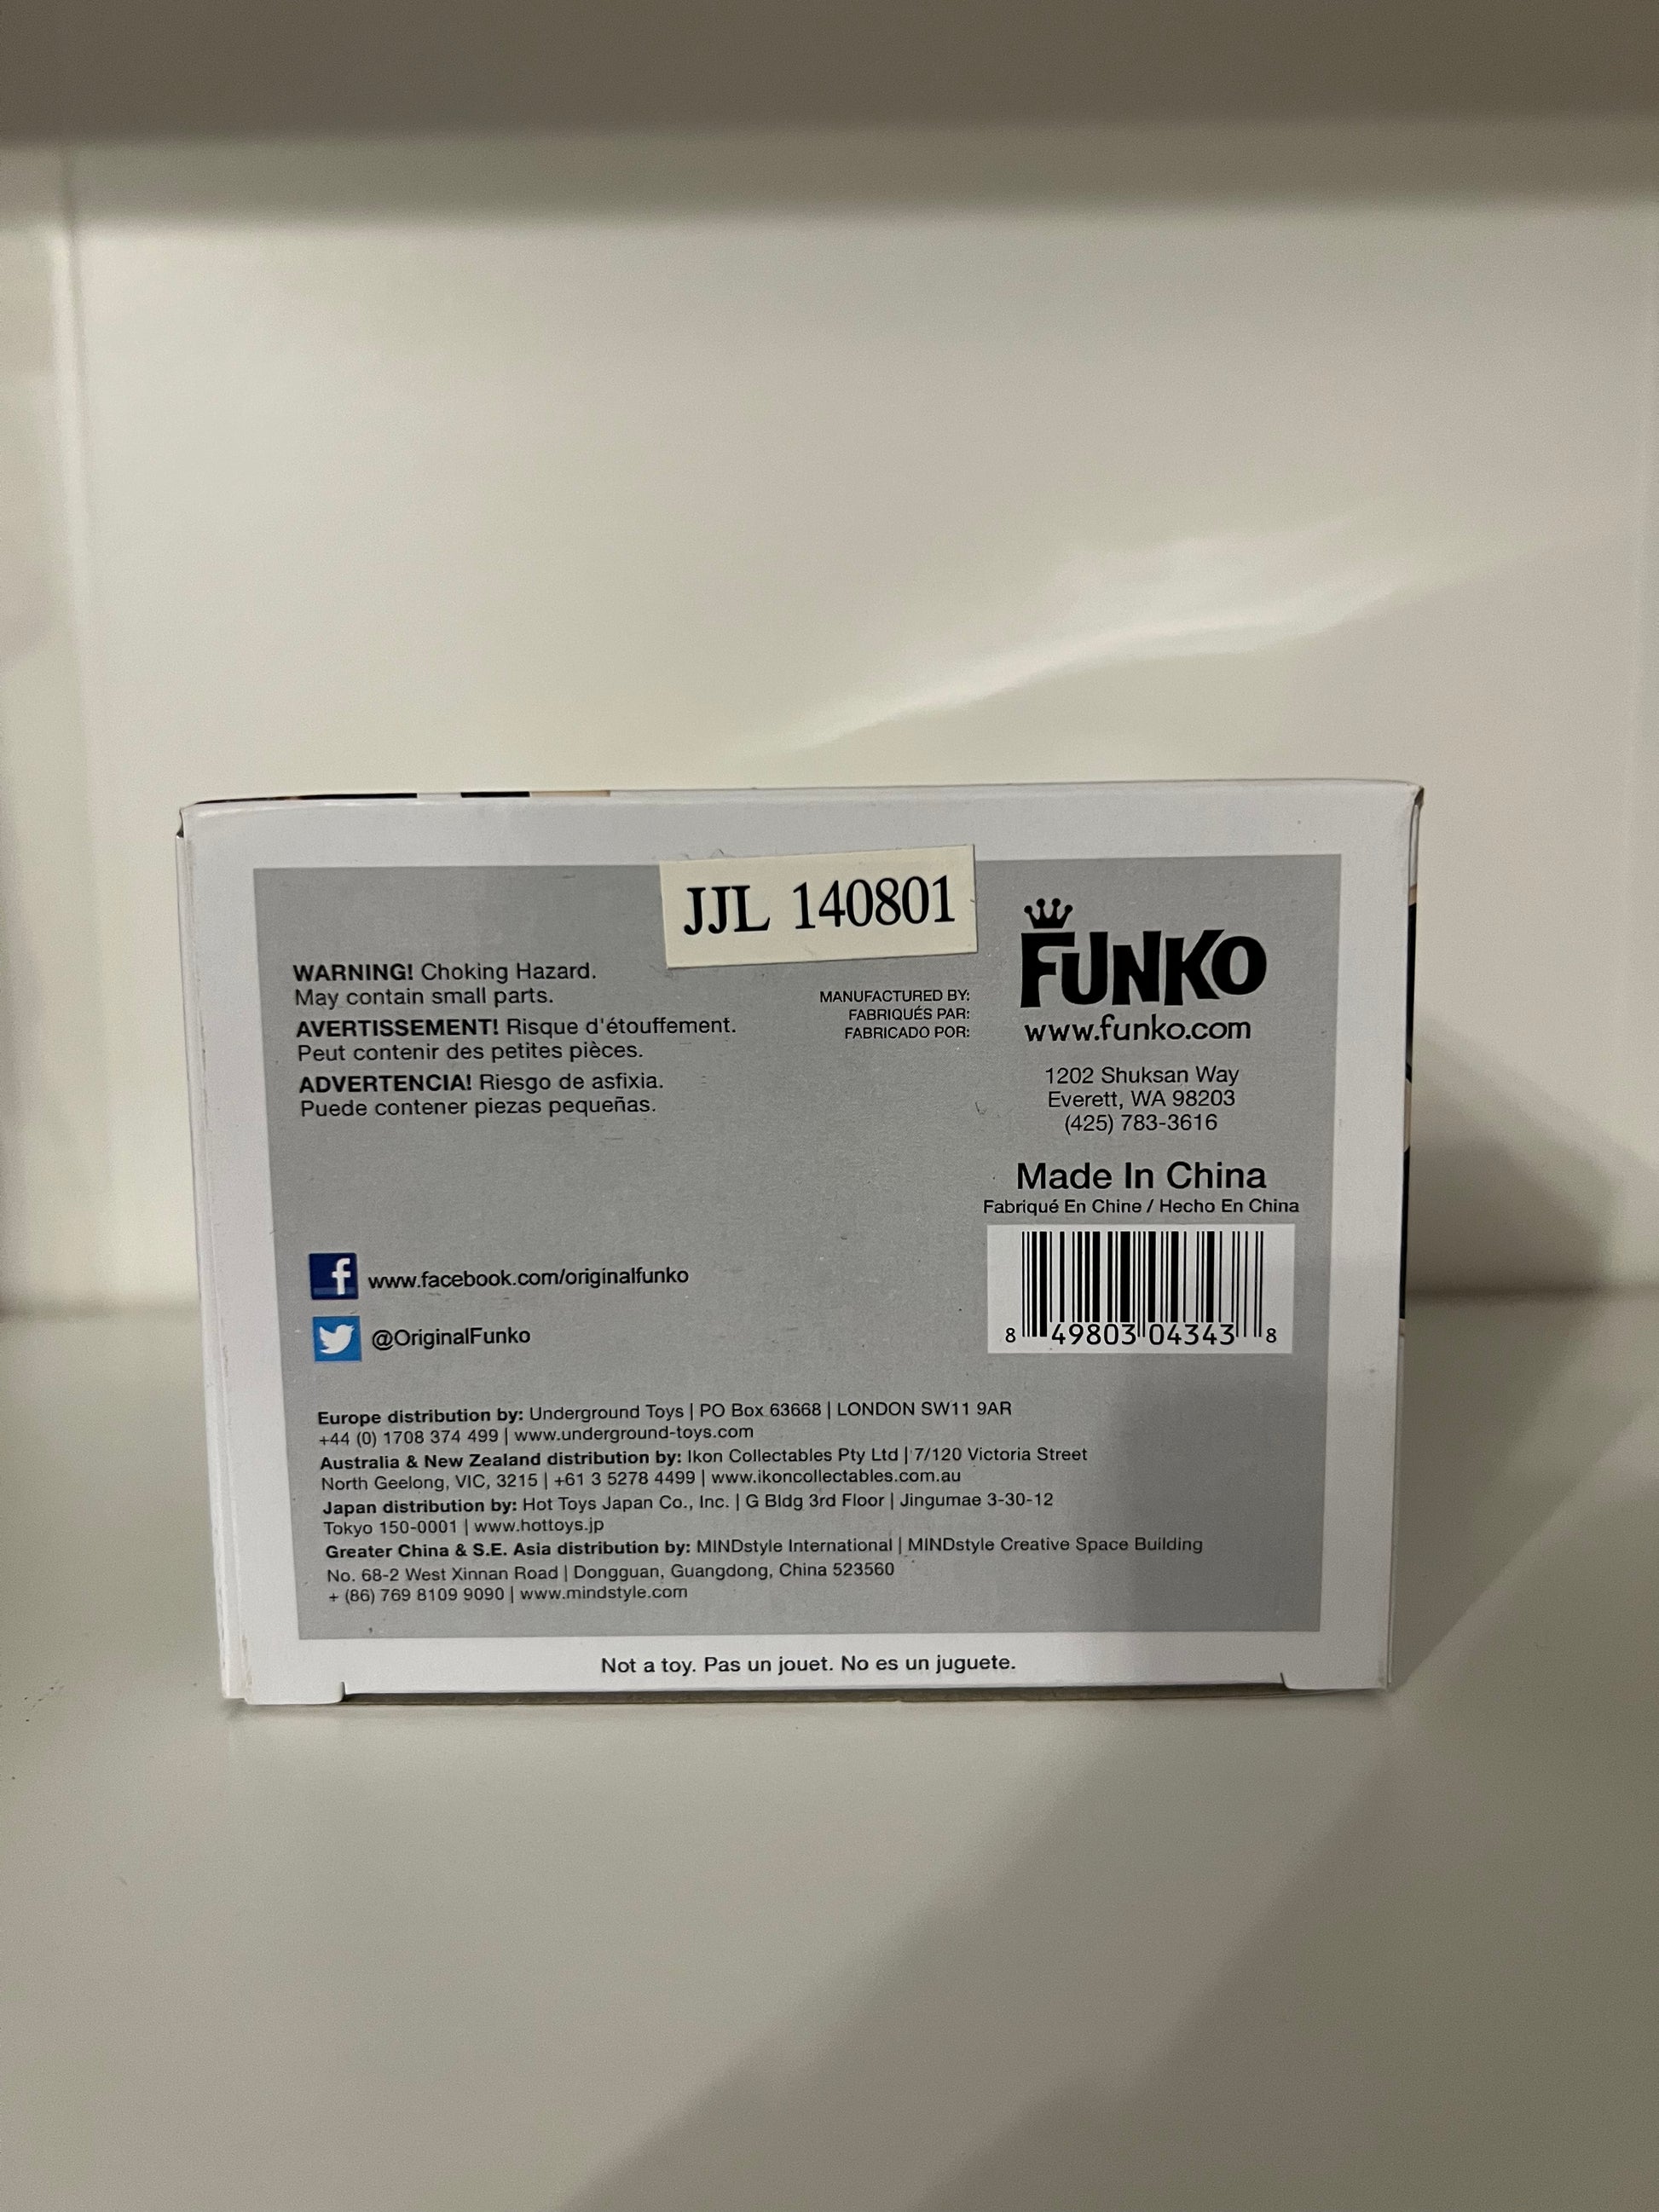 JJL 140801
WARNING! Choking Hazard.
May contain small parts.
AVERTISSEMENT! Risque d'étouffement.
Peut contenir des petites pièces.
ADVERTENCIA! Riesgo de asfixia.
Puede contener piezas pequeñas.
MANUFACTURED BY:
FABRIQUÉS PAR:
FABRICADO POR:
FUNKO
www.funko.com
1202 Shuksan Way
Everett, WA 98203
(425) 783-3616
Made In China
Fabriqué En Chine / Hecho En China
8 49803 04343 8
f www.facebook.com/originalfunko
@OriginalFunko
Europe distribution by: Underground Toys | PO Box 63668 | LONDON SW11 9AR
+44 (0) 1708 374 499 | www.underground-toys.com
Australia & New Zealand distribution by: Ikon Collectables Pty Ltd | 7/120 Victoria Street
North Geelong, VIC, 3215 | +61 3 5278 4499 | www.ikoncollectables.com.au
Japan distribution by: Hot Toys Japan Co., Inc. | G Bldg 3rd Floor | Jingumae 3-30-12
Tokyo 150-0001 | www.hottoys.jp
Greater China & S.E. Asia distribution by: MINDstyle International | MINDstyle Creative Space Building
No. 68-2 West Xinnan Road | Dongguan, Guangdong, China 523560
+ (86) 769 8109 9090 | www.mindstyle.com
Not a toy. Pas un jouet. No es un juguete.